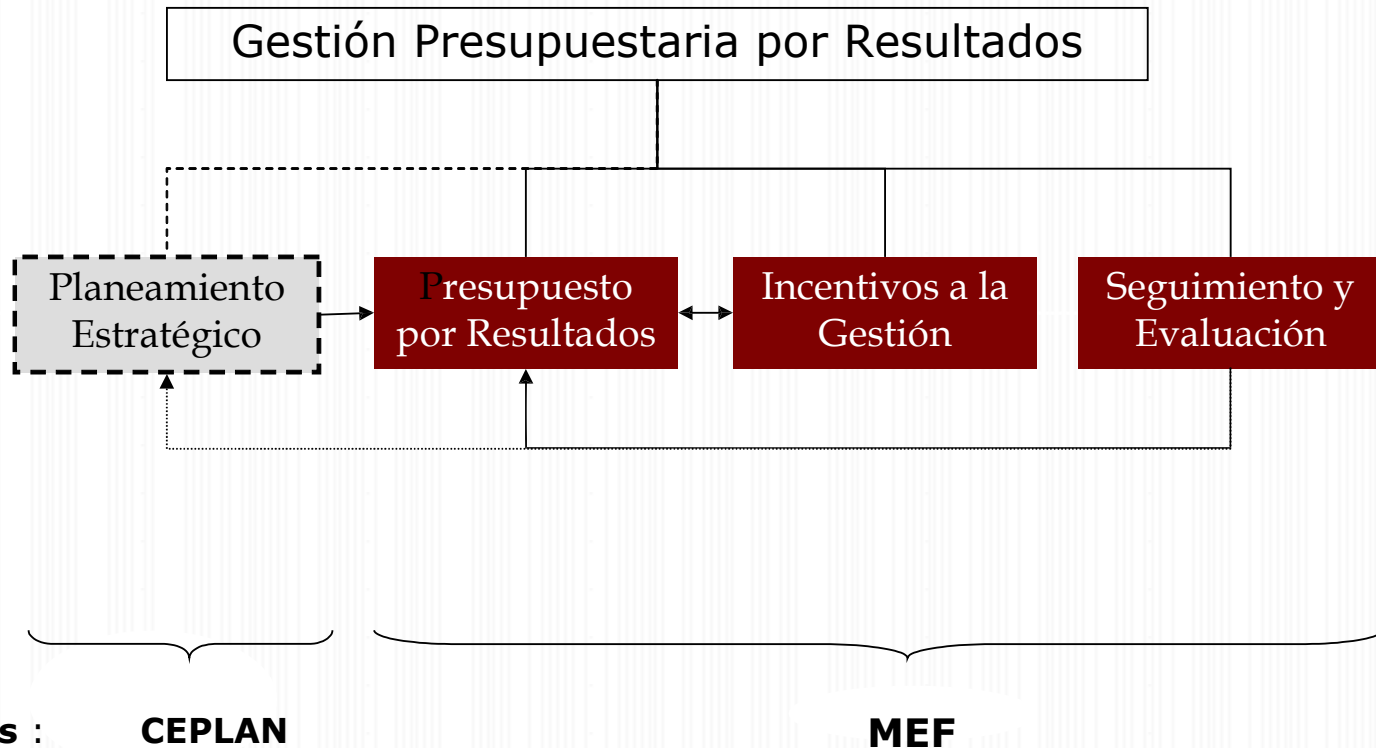 Gestión Presupuestaria por Resultados
Planeamiento
Estratégico
Presupuesto
por Resultados
Incentivos a la
Gestión
Seguimiento y
Evaluación
s : CEPLAN
MEF